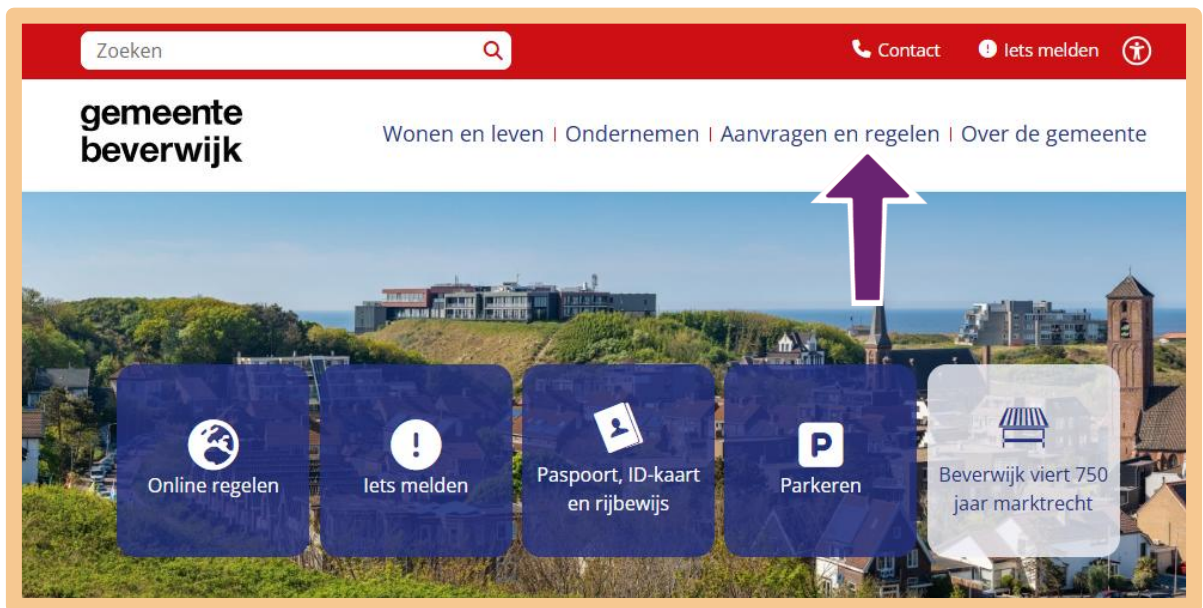 Zoeken
Contact
Iets melden
gemeente
beverwijk
Wonen en leven | Ondernemen | Aanvragen en regelen | Over de gemeente
Online regelen
Iets melden
Paspoort, ID-kaart
en rijbewijs
P
Parkeren
Beverwijk viert 750
jaar marktrecht